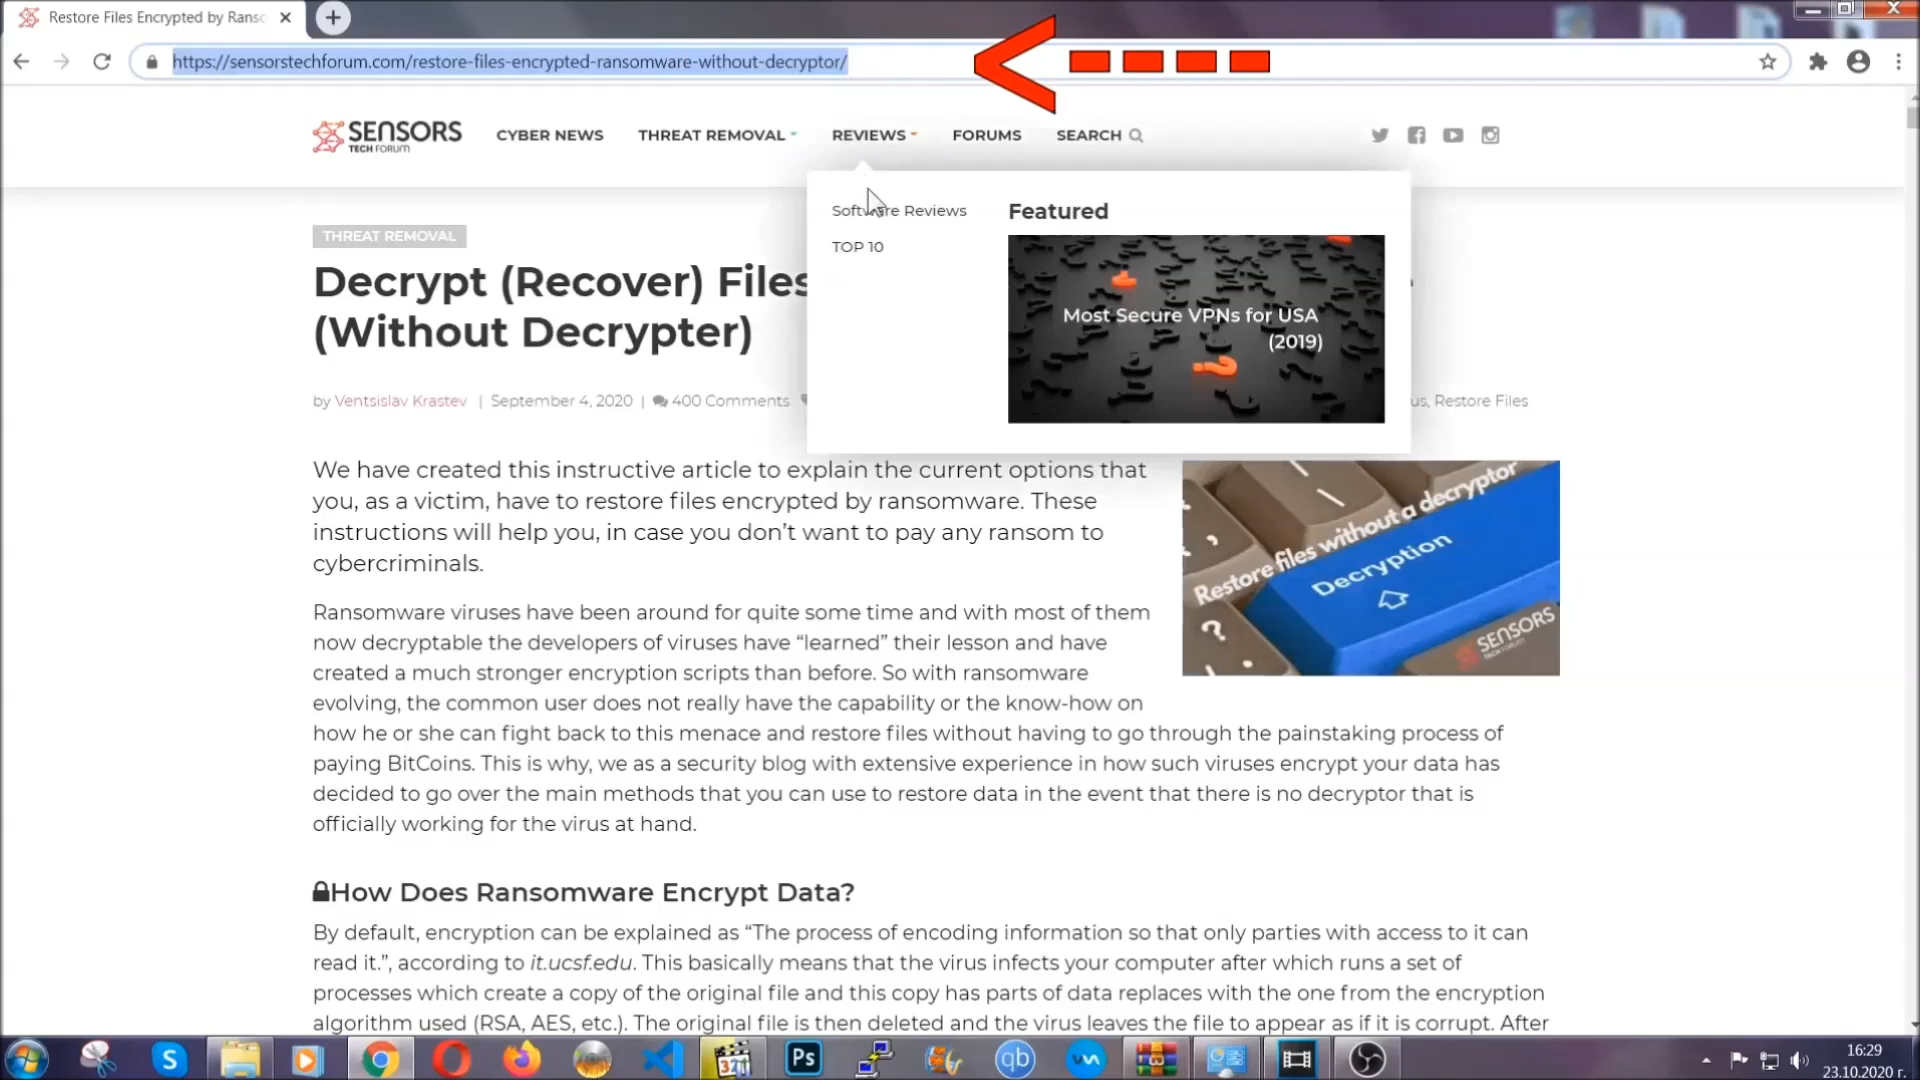 Restore Files Encrypted by Ranso
https://sensorstechforum.com/restore-files-encrypted-ransomware-without-decryptor/
SENSORS
TECH FORUM
CYBER NEWS
THREAT REMOVAL
REVIEWS
FORUMS
SEARCH
Software Reviews
TOP 10
Featured
Most Secure VPNs for USA
(2019)
THREAT REMOVAL
Decrypt (Recover) Files
(Without Decrypter)
by Ventsislav Krastev | September 4, 2020 | 400 Comments
us, Restore Files
We have created this instructive article to explain the current options that
you, as a victim, have to restore files encrypted by ransomware. These
instructions will help you, in case you don’t want to pay any ransom to
cybercriminals.
Restore files without a decryptor
Decryption
SENSORS
TECH FORUM
Ransomware viruses have been around for quite some time and with most of them
now decryptable the developers of viruses have “learned” their lesson and have
created a much stronger encryption scripts than before. So with ransomware
evolving, the common user does not really have the capability or the know-how on
how he or she can fight back to this menace and restore files without having to go through the painstaking process of
paying BitCoins. This is why, we as a security blog with extensive experience in how such viruses encrypt your data has
decided to go over the main methods that you can use to restore data in the event that there is no decryptor that is
officially working for the virus at hand.
How Does Ransomware Encrypt Data?
By default, encryption can be explained as “The process of encoding information so that only parties with access to it can
read it.”, according to it.ucsf.edu. This basically means that the virus infects your computer after which runs a set of
processes which create a copy of the original file and this copy has parts of data replaces with the one from the encryption
algorithm used (RSA, AES, etc.). The original file is then deleted and the virus leaves the file to appear as if it is corrupt. After
S
321
Ps
qb
16:29
23.10.2020 г.